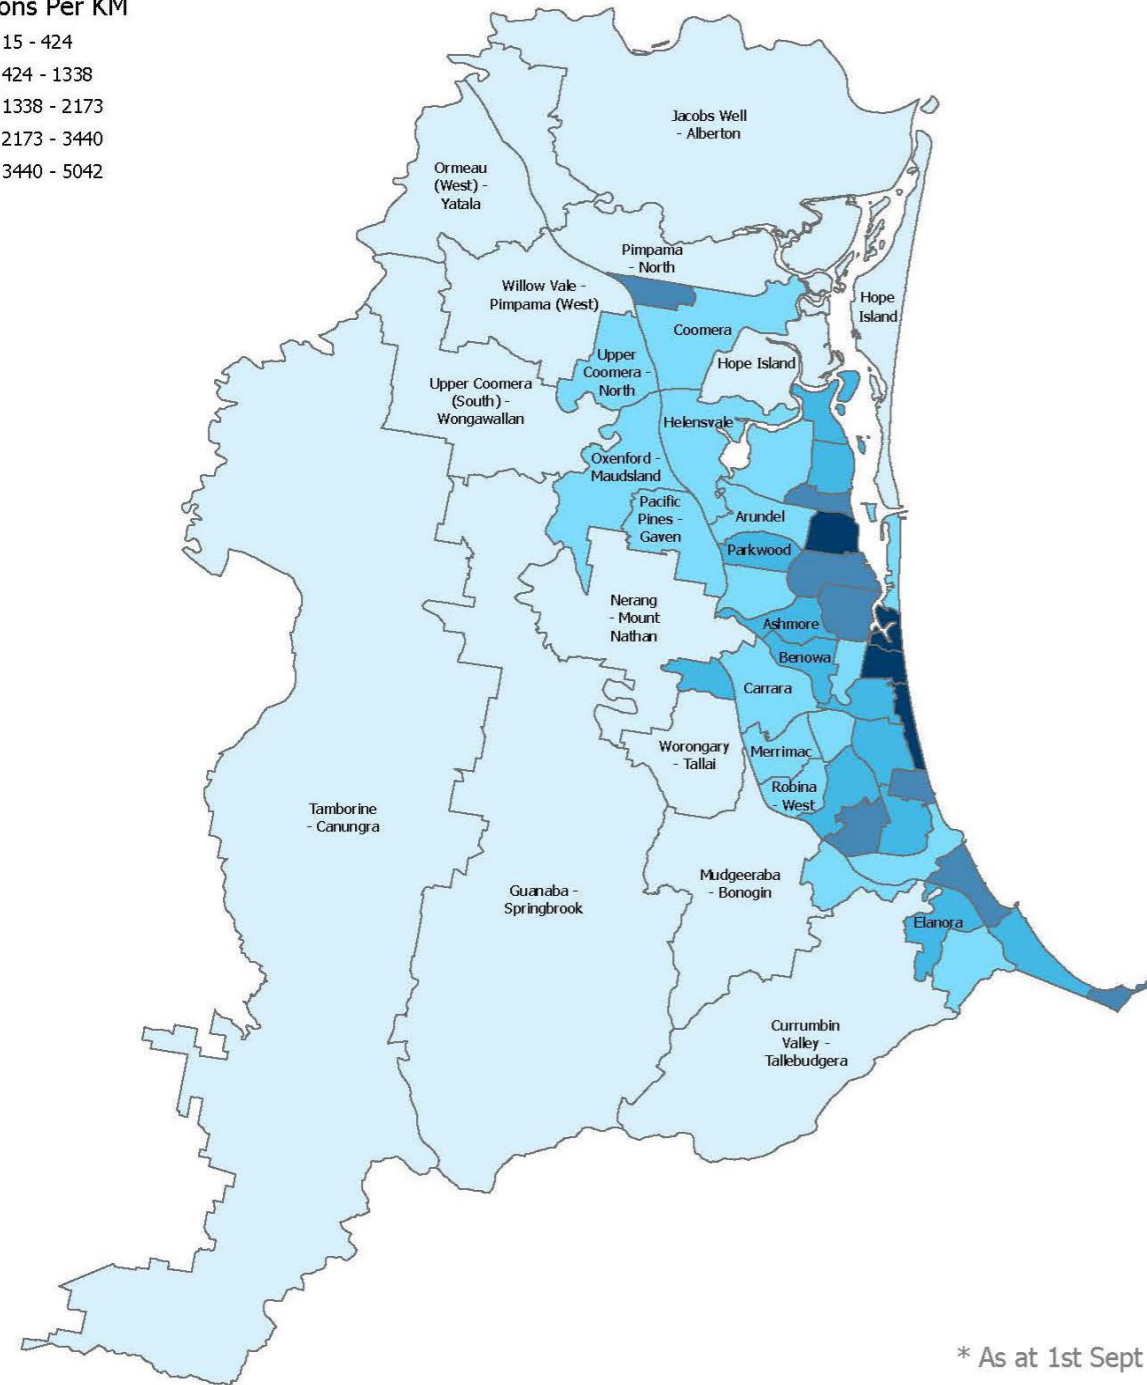 ons Per KM
15 - 424
424 - 1338
1338 - 2173
2173 - 3440
3440 - 5042
Jacobs Well
- Alberton
Ormeau
(West) -
Yatala
Pimpama
- North
Willow Vale -
Pimpama (West)
Hope
Island
Coomera
Hope Island
Upper
Coomera -
North
Upper Coomera
(South) -
Wongawallan
Helensvale
Oxenford -
Maudsland
Pacific
Pines -
Gaven
Arundel
Parkwood
Nerang
- Mount
Nathan
Ashmore
Benowa
Carrara
Worongary
- Tallai
Merrimac
Robina
- West
Tamborine
- Canungra
Guanaba -
Springbrook
Mudgeeraba
- Bonogin
Elanora
Currumbin
Valley -
Tallebudgera
* As at 1st Sept